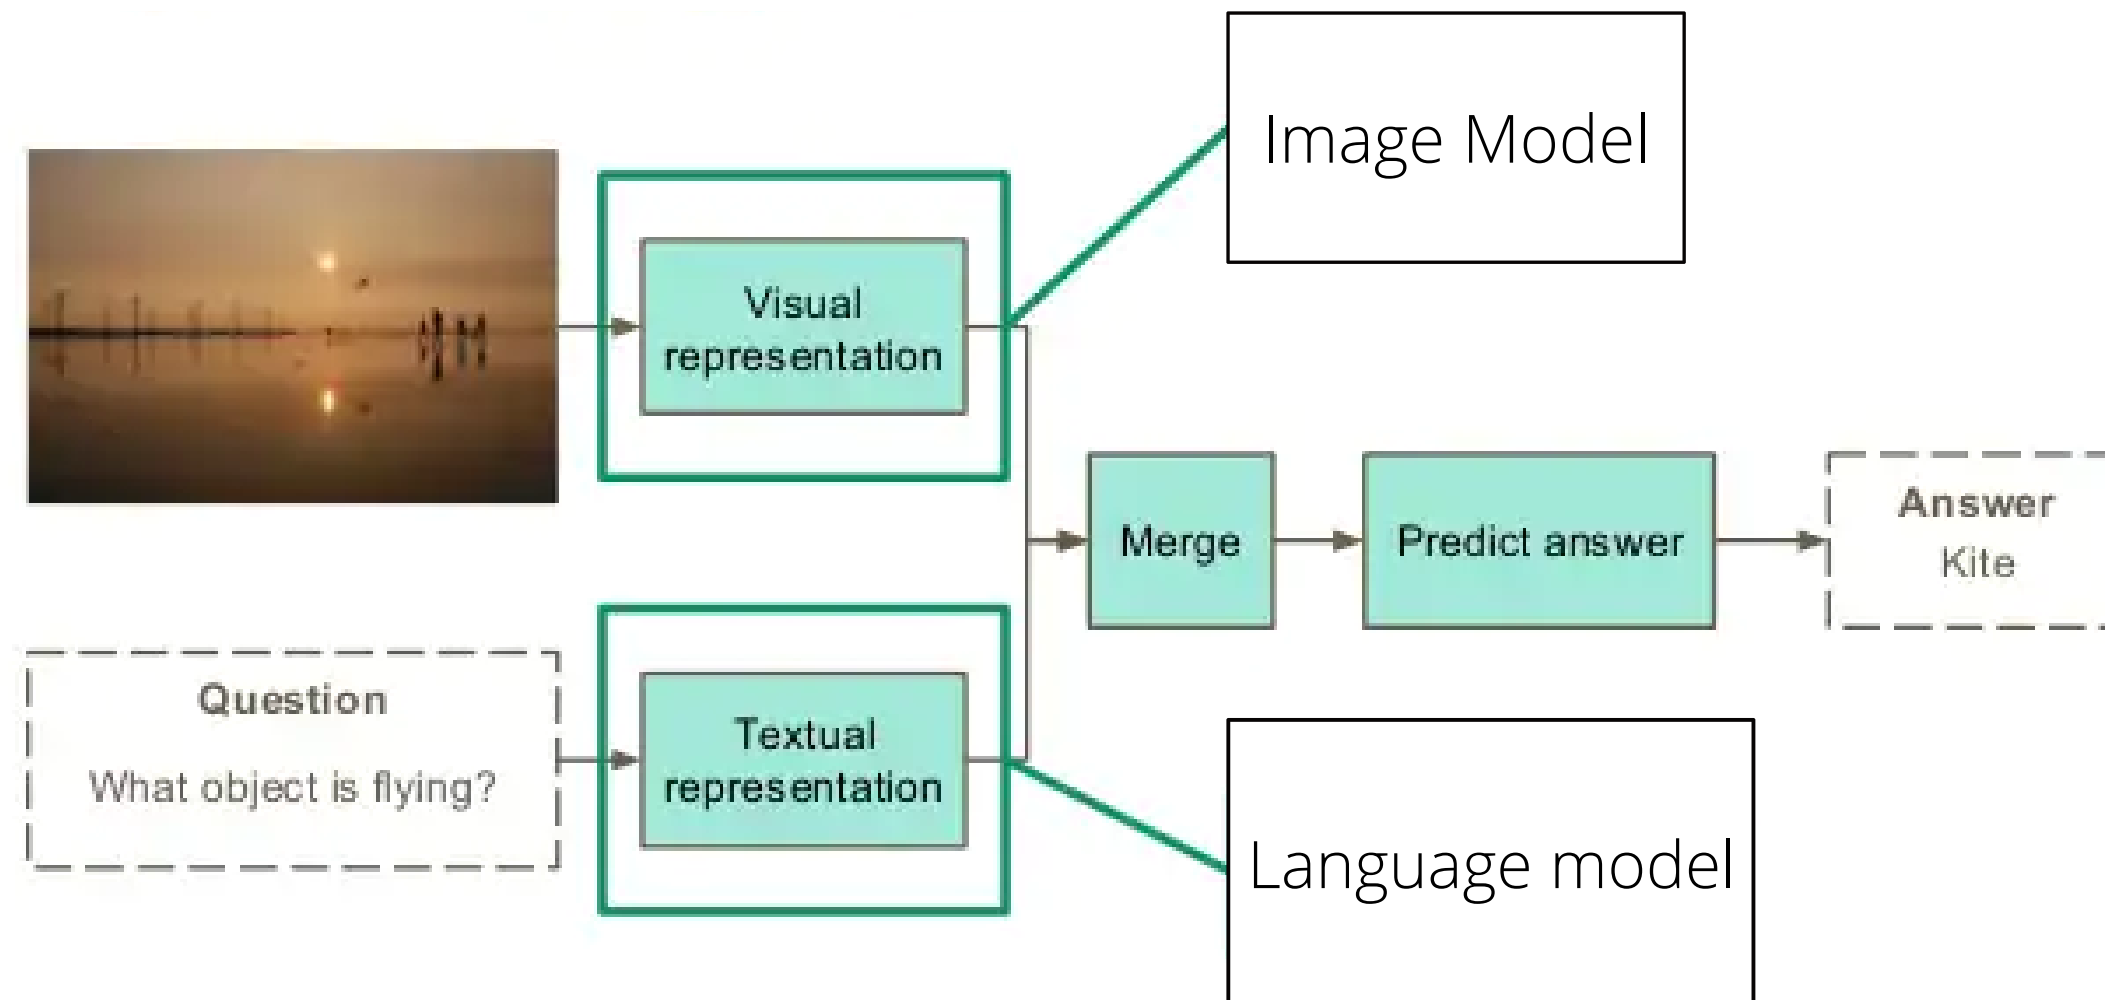 Image Model
Visual
representation
Merge
Predict answer
Answer
Kite
Question
What object is flying?
Textual
representation
Language model